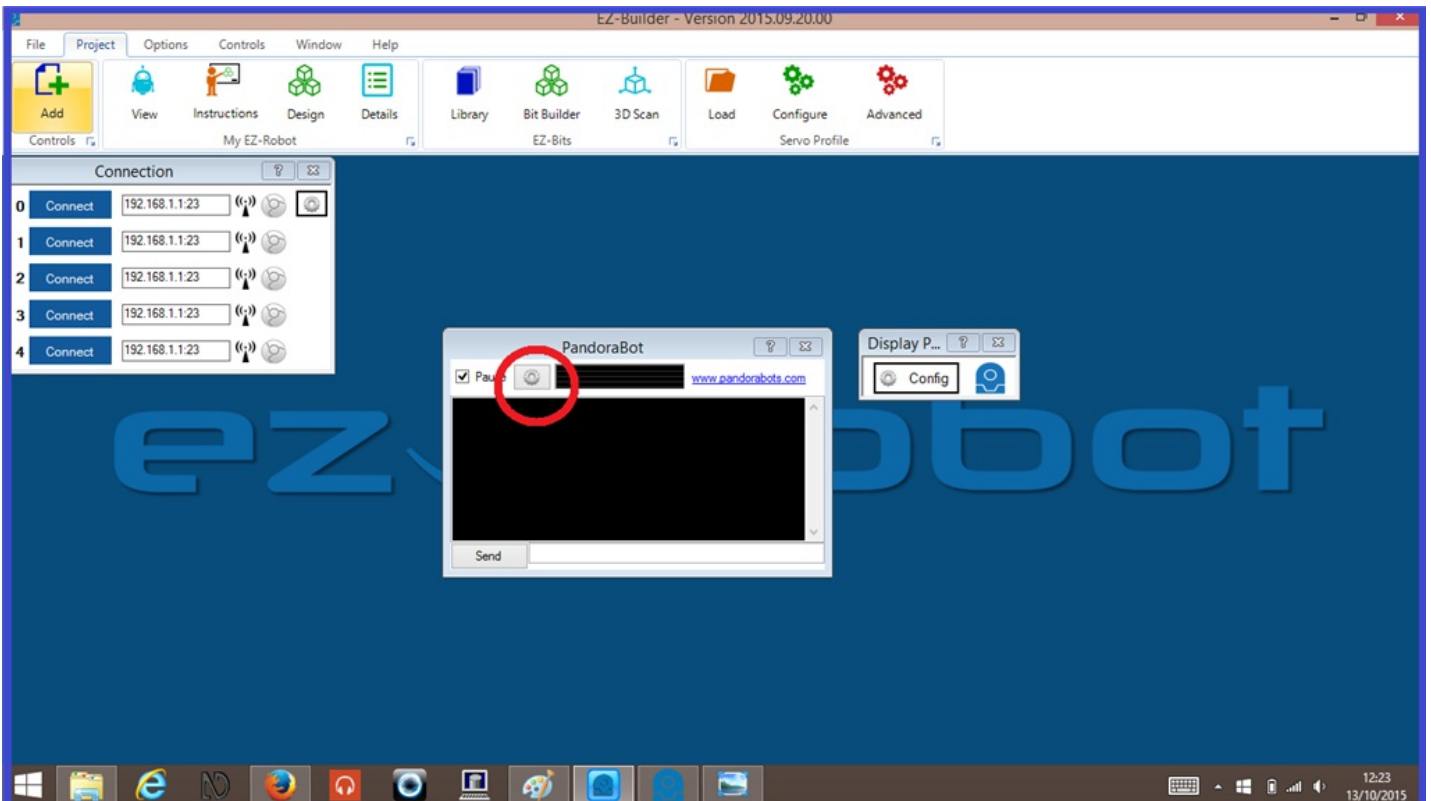 EZ-Builder - Version 2015.09.20.00
File Project Options Controls Window Help
Add View Instructions Design Details Library Bit Builder 3D Scan Load Configure Advanced
Controls My EZ-Robot EZ-Bits Servo Profile
Connection ?
0 Connect 192.168.1.1:23
1 Connect 192.168.1.1:23
2 Connect 192.168.1.1:23
3 Connect 192.168.1.1:23
4 Connect 192.168.1.1:23
PandoraBot ?
Pause www.pandorabots.com
Send
Display P... ?
Config
ez obot
12:23
13/10/2015